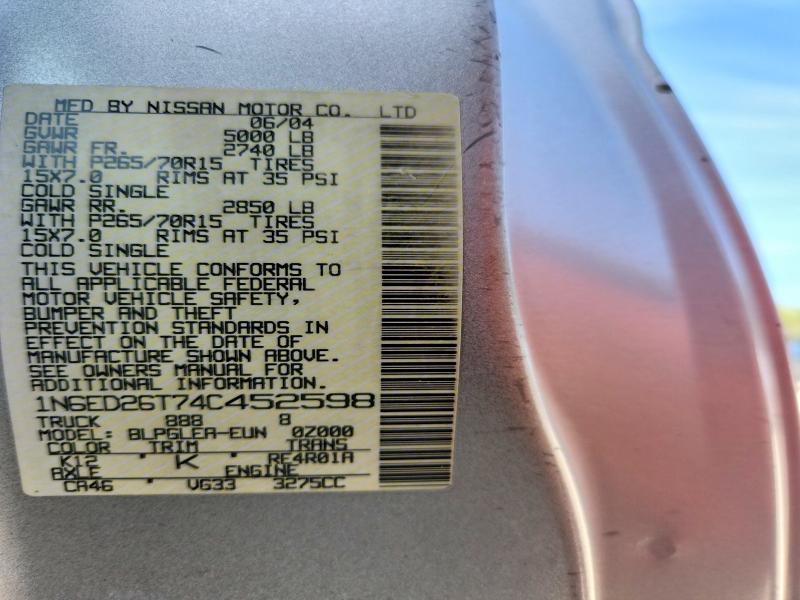 MFD BY NISSAN MOTOR CO. LTD
DATE 06/04
GVWR 5000 LB
GAWR FR. 2740 LB
WITH P265/70R15 TIRES
15X7.0 RIMS AT 35 PSI
COLD SINGLE
GAWR RR. 2850 LB
WITH P265/70R15 TIRES
15X7.0 RIMS AT 35 PSI
COLD SINGLE
THIS VEHICLE CONFORMS TO
ALL APPLICABLE FEDERAL
MOTOR VEHICLE SAFETY,
BUMPER AND THEFT
PREVENTION STANDARDS IN
EFFECT ON THE DATE OF
MANUFACTURE SHOWN ABOVE.
SEE OWNERS MANUAL FOR
ADDITIONAL INFORMATION.
1N6ED26T74C452598
TRUCK 888 8
MODEL: BLPGLEA-EUN 0Z000
COLOR TRIM TRANS
K12 K RE4R01A
AXLE ENGINE
CA46 VG33 3275CC